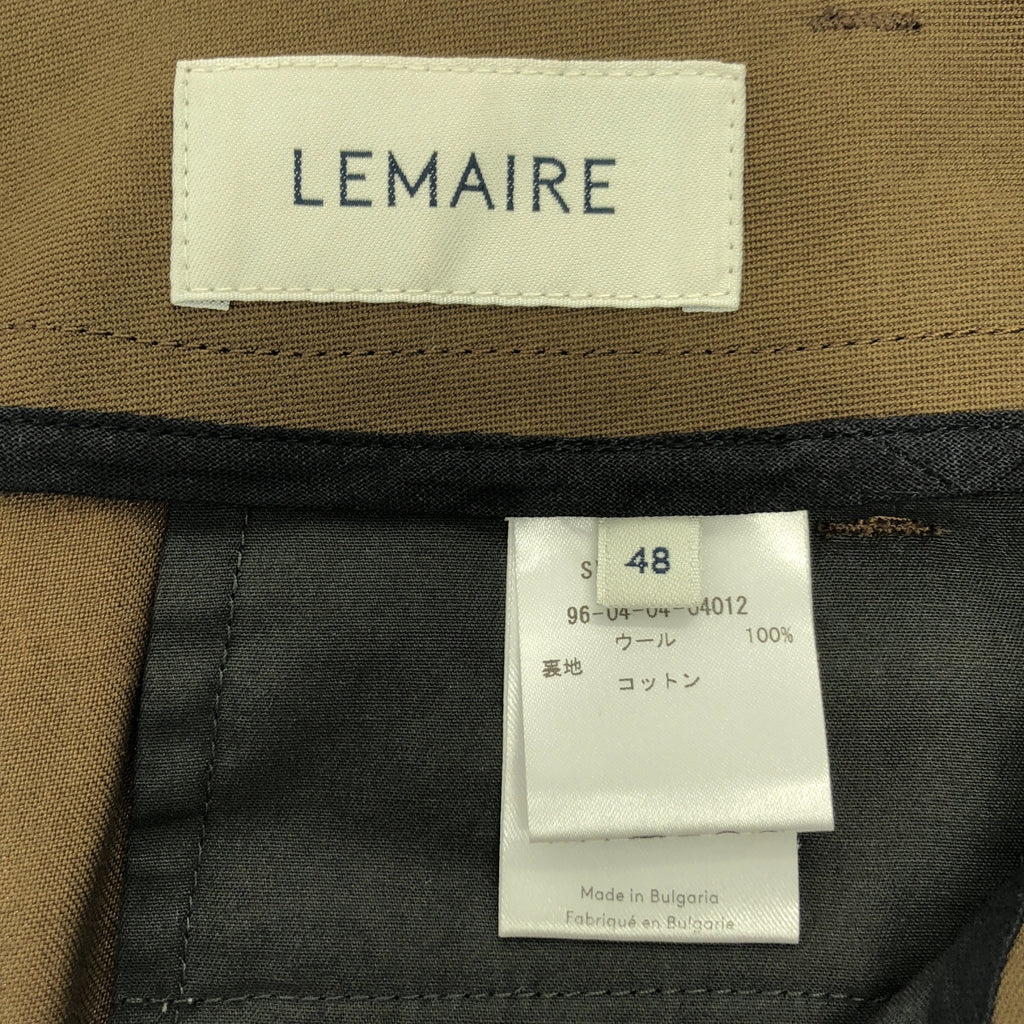 LEMAIRE
48
96-04-04-04012
ウール 100%
裏地
コットン
Made in Bulgaria
Fabriqué en Bulgarie